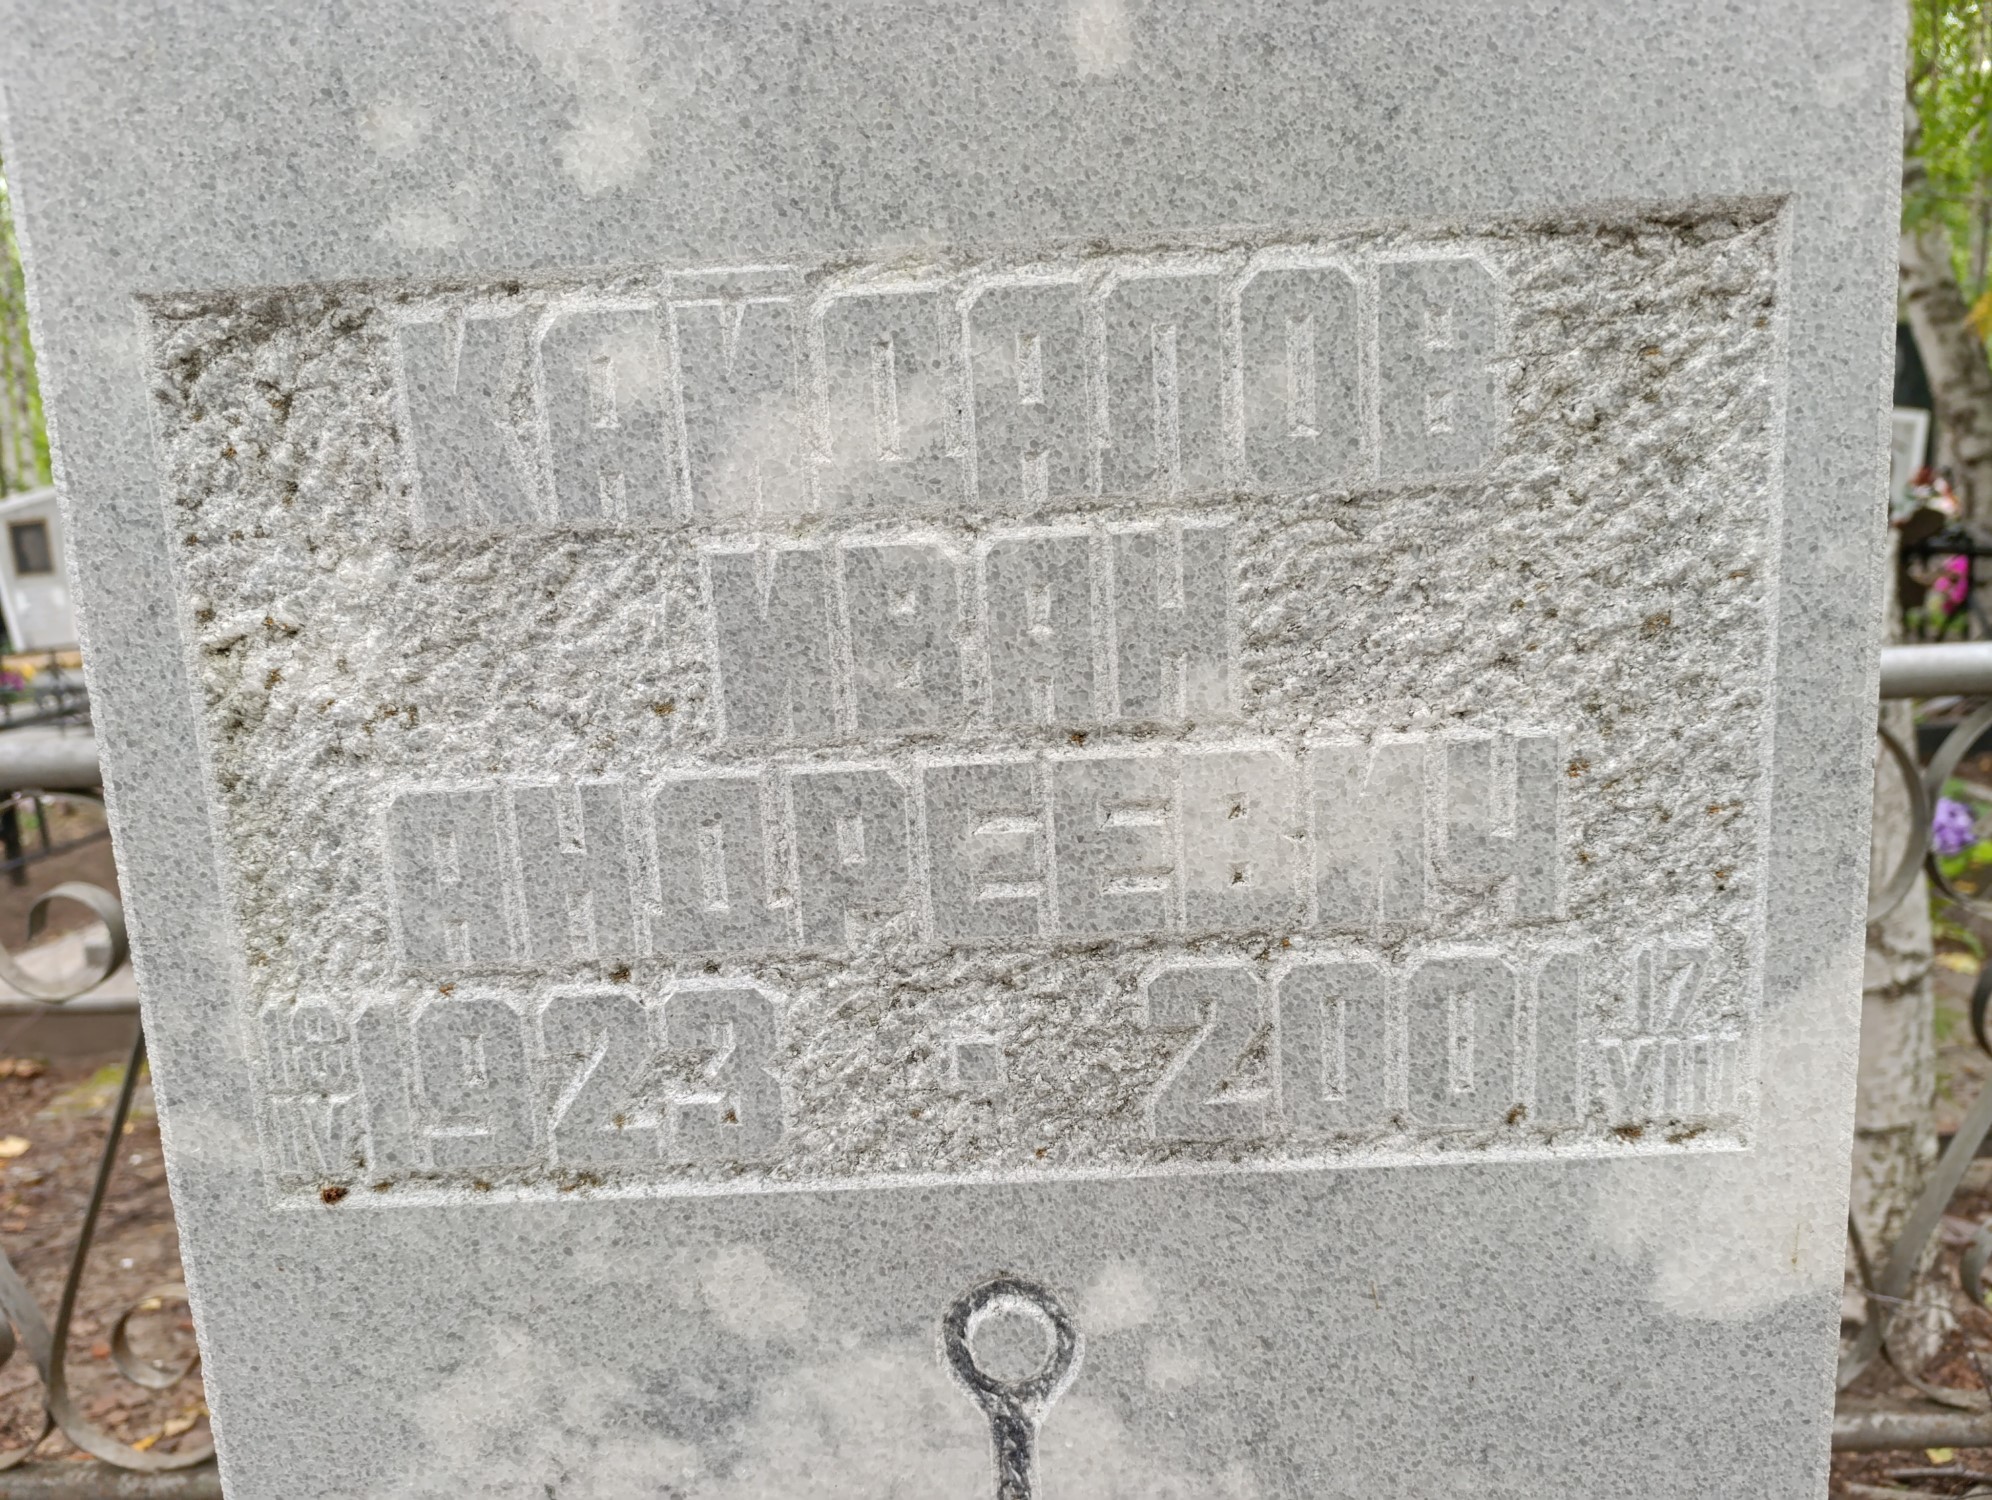 КАЙДАЛОВ
ИВАН
АНДРЕЕВИЧ
18 IV 1923 - 2001 17 VIII